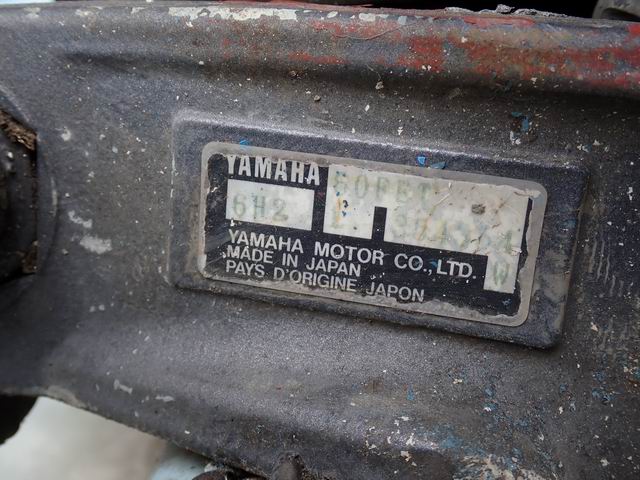 YAMAHA
6H2
YAMAHA MOTOR CO., LTD.
MADE IN JAPAN
PAYS D'ORIGINE JAPON